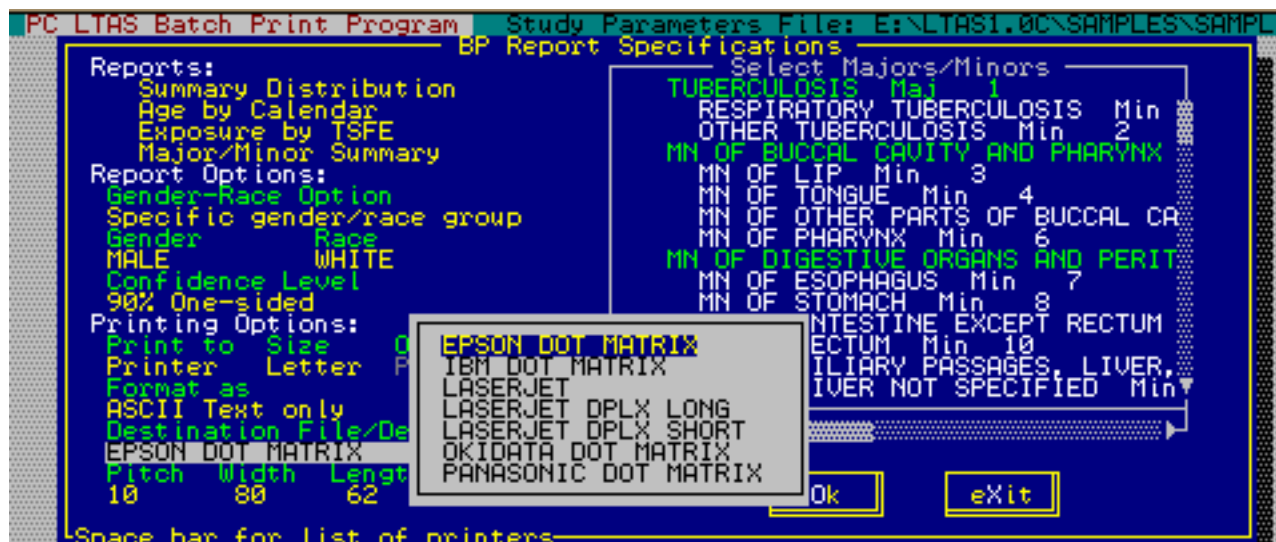 PC LTAS Batch Print Program Study Parameters File: E:\LTAS1.0C\SAMPLES\SAMPL
BP Report Specifications
Reports:
Summary Distribution
Age by Calendar
Exposure by TSFE
Major/Minor Summary
Report Options:
Gender-Race Option
Specific gender/race group
Gender Race
MALE WHITE
Confidence Level
90% One-sided
Printing Options:
Print to Size O
Printer Letter P
Format as
ASCII Text only
Destination File/De
EPSON DOT MATRIX
Pitch Width Lengt
10 80 62
Select Majors/Minors
TUBERCULOSIS Maj 1
RESPIRATORY TUBERCULOSIS Min
OTHER TUBERCULOSIS Min 2
MN OF BUCCAL CAVITY AND PHARYNX
MN OF LIP Min 3
MN OF TONGUE Min 4
MN OF OTHER PARTS OF BUCCAL CA
MN OF PHARYNX Min 6
MN OF DIGESTIVE ORGANS AND PERIT
MN OF ESOPHAGUS Min 7
MN OF STOMACH Min 8
NTESTINE EXCEPT RECTUM
ECTUM Min 10
ILIARY PASSAGES, LIVER,
IVER NOT SPECIFIED Min
EPSON DOT MATRIX
IBM DOT MATRIX
LASERJET
LASERJET DPLX LONG
LASERJET DPLX SHORT
OKIDATA DOT MATRIX
PANASONIC DOT MATRIX
Ok eXit
Space bar for list of printers